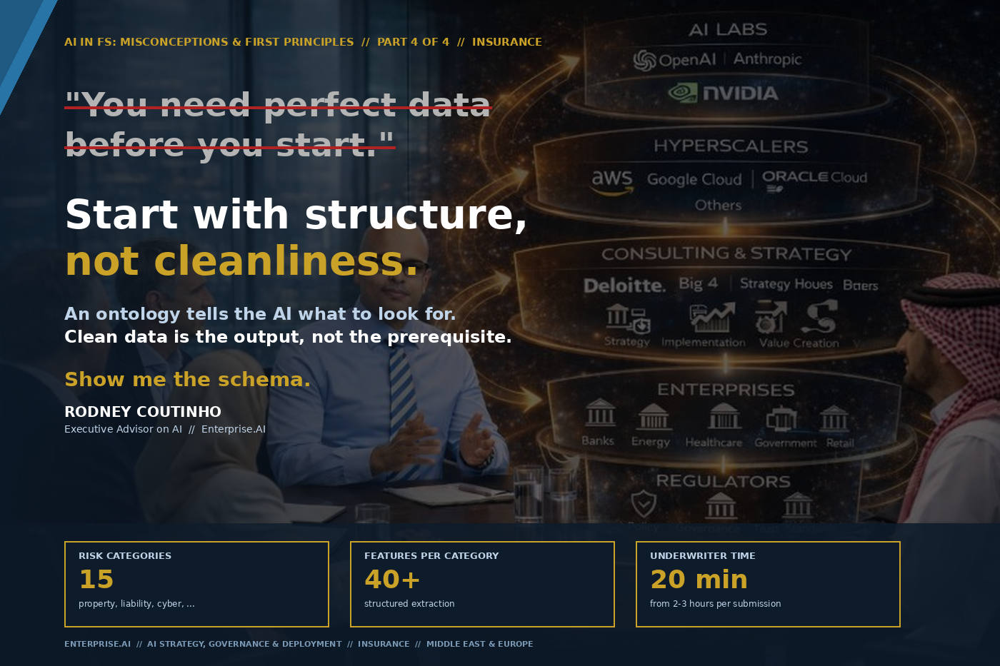 AI IN FS: MISCONCEPTIONS & FIRST PRINCIPLES // PART 4 OF 4 // INSURANCE
"You need perfect data
before you start."
Start with structure,
not cleanliness.
An ontology tells the AI what to look for.
Clean data is the output, not the prerequisite.
Show me the schema.
RODNEY COUTINHO
Executive Advisor on AI // Enterprise.AI
AI LABS
OpenAI | Anthropic
NVIDIA
HYPERSCALERS
aws Google Cloud | ORACLE Cloud
Others
CONSULTING & STRATEGY
Deloitte. Big 4 | Strategy Houes
Strategy Implementation Value Creation
ENTERPRISES
Banks Energy Healthcare Government Retail
REGULATORS
Policy Governance
RISK CATEGORIES
15
property, liability, cyber, ...
FEATURES PER CATEGORY
40+
structured extraction
UNDERWRITER TIME
20 min
from 2-3 hours per submission
ENTERPRISE.AI // AI STRATEGY, GOVERNANCE & DEPLOYMENT // INSURANCE // MIDDLE EAST & EUROPE